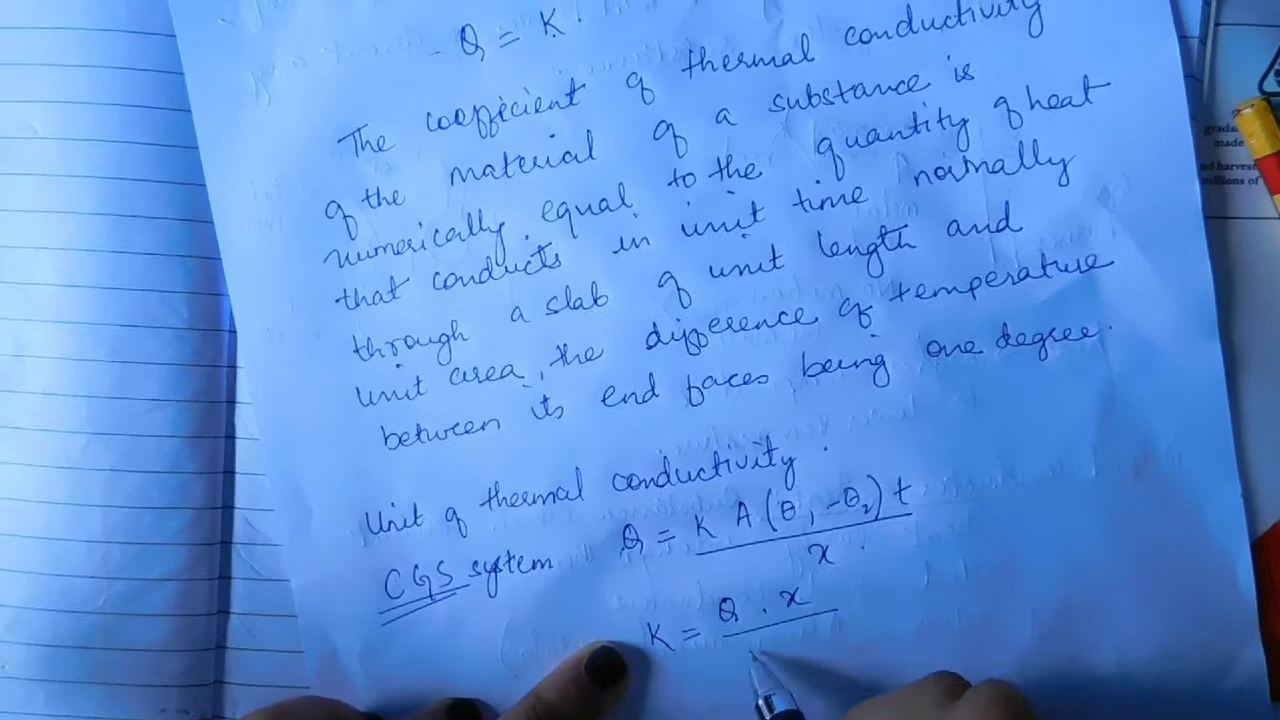 Q = K
The coefficient of thermal conductivity
of the material of a substance is
numerically equal to the quantity of heat
that conducts in unit time normally
through a slab of unit length and
unit area, the difference of temperature
between its end faces being one degree.
Unit of thermal conductivity.
CGS system Q = K A (θ₁ - θ₂) t / x
K = Q . x
made